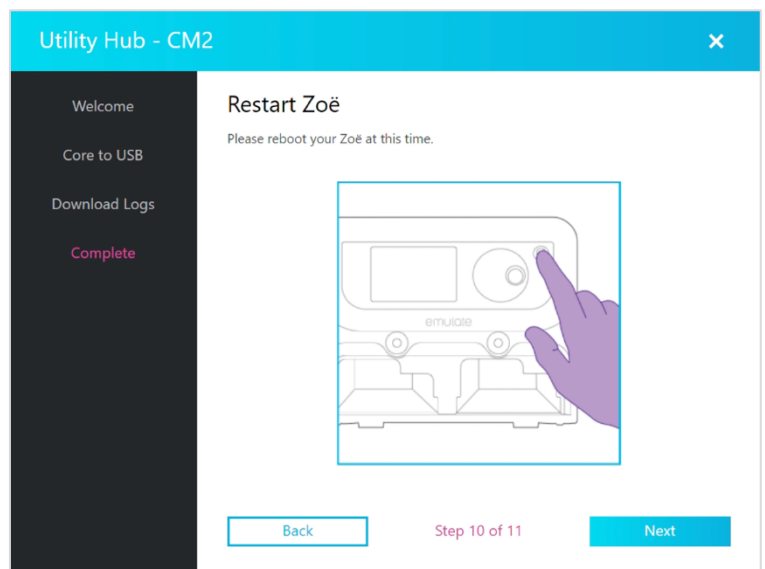 Utility Hub - CM2
×
Welcome
Core to USB
Download Logs
Complete
Restart Zoë
Please reboot your Zoë at this time.
emulate
Back
Step 10 of 11
Next